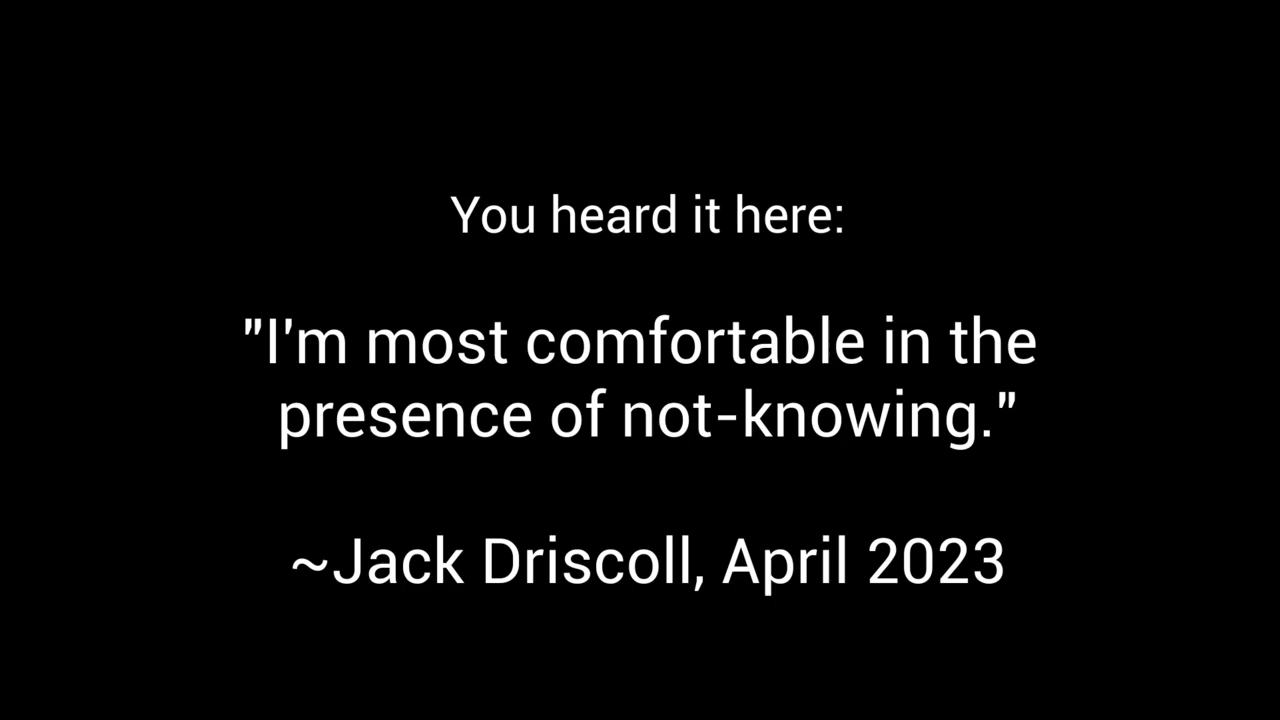 You heard it here:
"I'm most comfortable in the
presence of not-knowing."
~Jack Driscoll, April 2023